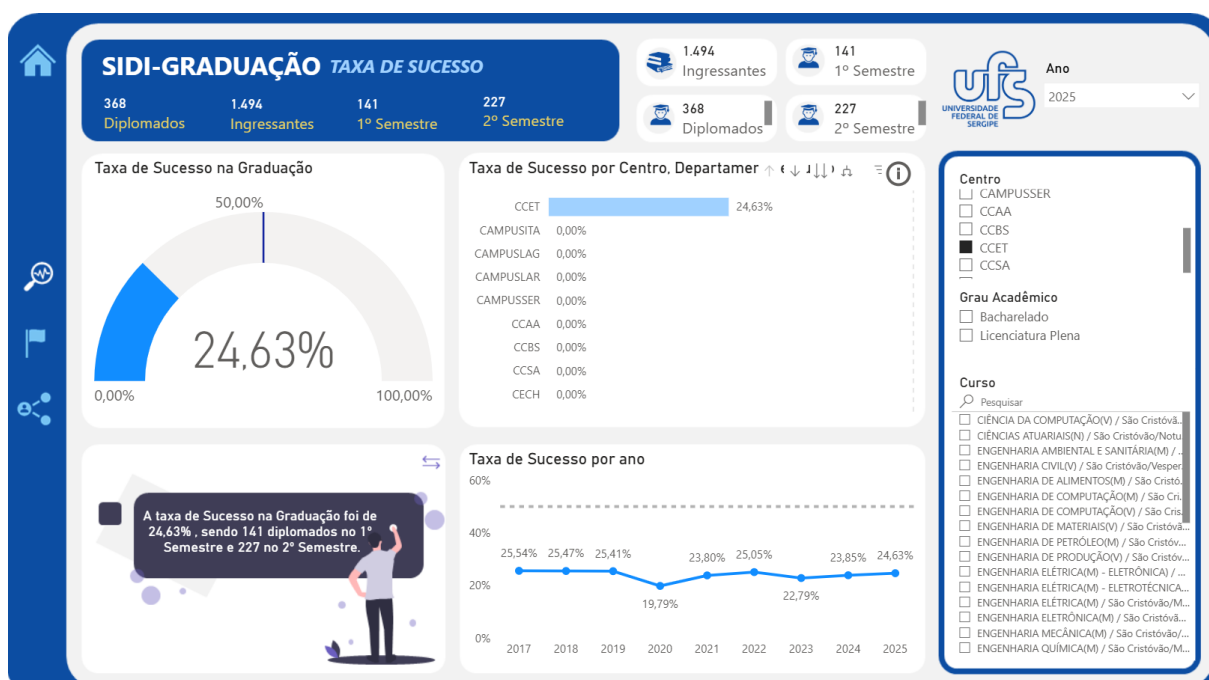 SIDI-GRADUAÇÃO TAXA DE SUCESSO
368
Diplomados
1.494
Ingressantes
141
1º Semestre
227
2º Semestre
1.494
Ingressantes
141
1º Semestre
368
Diplomados
227
2º Semestre
ufs
UNIVERSIDADE
FEDERAL DE
SERGIPE
Ano
2025
Taxa de Sucesso na Graduação
50,00%
24,63%
0,00%
100,00%
Taxa de Sucesso por Centro, Departamer
CCET 24,63%
CAMPUSITA 0,00%
CAMPUSLAG 0,00%
CAMPUSLAR 0,00%
CAMPUSSER 0,00%
CCAA 0,00%
CCBS 0,00%
CCSA 0,00%
CECH 0,00%
Centro
CAMPUSSER
CCAA
CCBS
CCET
CCSA
Grau Acadêmico
Bacharelado
Licenciatura Plena
Curso
Pesquisar
CIÊNCIA DA COMPUTAÇÃO(V) / São Cristóvã...
CIÊNCIAS ATUARIAIS(N) / São Cristóvão/Notu...
ENGENHARIA AMBIENTAL E SANITÁRIA(M) / ...
ENGENHARIA CIVIL(V) / São Cristóvão/Vesper...
ENGENHARIA DE ALIMENTOS(M) / São Cristó...
ENGENHARIA DE COMPUTAÇÃO(M) / São Cri...
ENGENHARIA DE COMPUTAÇÃO(V) / São Cris...
ENGENHARIA DE MATERIAIS(V) / São Cristóvã...
ENGENHARIA DE PETRÓLEO(M) / São Cristóv...
ENGENHARIA DE PRODUÇÃO(V) / São Cristóv...
ENGENHARIA ELÉTRICA(M) - ELETRÔNICA) / ...
ENGENHARIA ELÉTRICA(M) - ELETROTÉCNICA...
ENGENHARIA ELÉTRICA(M) / São Cristóvão/M...
ENGENHARIA ELETRÔNICA(M) / São Cristóvã...
ENGENHARIA MECÂNICA(M) / São Cristóvão/...
ENGENHARIA QUÍMICA(M) / São Cristóvão/M...
A taxa de Sucesso na Graduação foi de
24,63% , sendo 141 diplomados no 1º
Semestre e 227 no 2º Semestre.
Taxa de Sucesso por ano
60%
40%
20%
0%
25,54% 25,47% 25,41% 19,79% 23,80% 25,05% 22,79% 23,85% 24,63%
2017 2018 2019 2020 2021 2022 2023 2024 2025